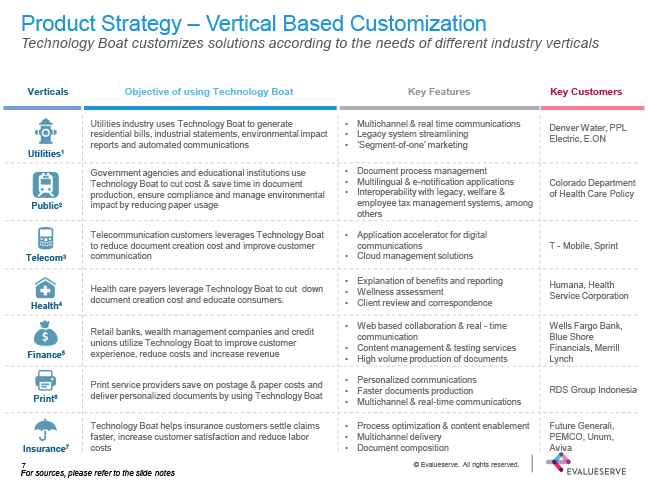 Product Strategy – Vertical Based Customization
Technology Boat customizes solutions according to the needs of different industry verticals
Verticals
Objective of using Technology Boat
Key Features
Key Customers
Utilities¹
Utilities industry uses Technology Boat to generate
residential bills, industrial statements, environmental impact
reports and automated communications
• Multichannel & real time communications
• Legacy system streamlining
• 'Segment-of-one' marketing
Denver Water, PPL
Electric, E.ON
Public²
Government agencies and educational institutions use
Technology Boat to cut cost & save time in document
production, ensure compliance and manage environmental
impact by reducing paper usage
• Document process management
• Multilingual & e-notification applications
• Interoperability with legacy, welfare &
employee tax management systems, among
others
Colorado Department
of Health Care Policy
Telecom³
Telecommunication customers leverages Technology Boat
to reduce document creation cost and improve customer
communication
• Application accelerator for digital
communications
• Cloud management solutions
T - Mobile, Sprint
Health⁴
Health care payers leverage Technology Boat to cut down
document creation cost and educate consumers.
• Explanation of benefits and reporting
• Wellness assessment
• Client review and correspondence
Humana, Health
Service Corporation
$
Finance⁵
Retail banks, wealth management companies and credit
unions utilize Technology Boat to improve customer
experience, reduce costs and increase revenue
• Web based collaboration & real - time
communication
• Content management & testing services
• High volume production of documents
Wells Fargo Bank,
Blue Shore
Financials, Merrill
Lynch
Print⁶
Print service providers save on postage & paper costs and
deliver personalized documents by using Technology Boat
• Personalized communications
• Faster documents production
• Multichannel & real-time communications
RDS Group Indonesia
Insurance⁷
Technology Boat helps insurance customers settle claims
faster, increase customer satisfaction and reduce labor
costs
• Process optimization & content enablement
• Multichannel delivery
• Document composition
Future Generali,
PEMCO, Unum,
Aviva
7
For sources, please refer to the slide notes
© Evalueserve. All rights reserved.
EVALUESERVE